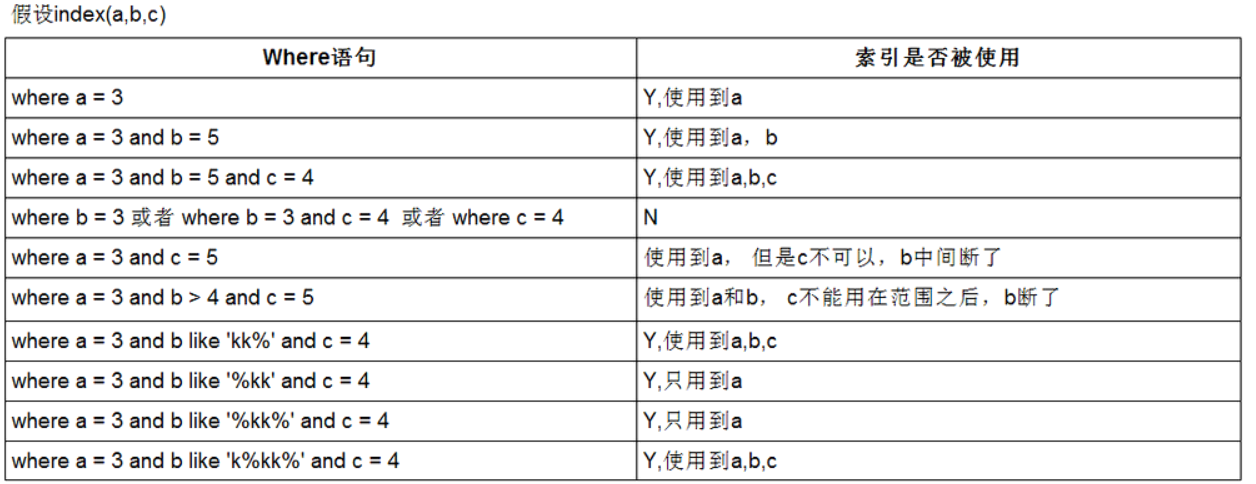 假设index(a,b,c)
Where语句 索引是否被使用
where a = 3 Y,使用到a
where a = 3 and b = 5 Y,使用到a，b
where a = 3 and b = 5 and c = 4 Y,使用到a,b,c
where b = 3 或者 where b = 3 and c = 4 或者 where c = 4 N
where a = 3 and c = 5 使用到a， 但是c不可以，b中间断了
where a = 3 and b > 4 and c = 5 使用到a和b， c不能用在范围之后，b断了
where a = 3 and b like 'kk%' and c = 4 Y,使用到a,b,c
where a = 3 and b like '%kk' and c = 4 Y,只用到a
where a = 3 and b like '%kk%' and c = 4 Y,只用到a
where a = 3 and b like 'k%kk%' and c = 4 Y,使用到a,b,c